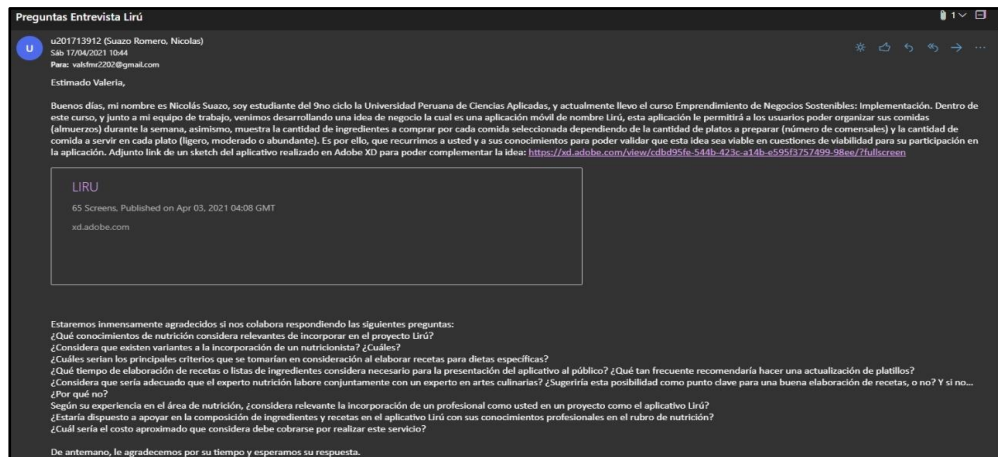 Preguntas Entrevista Lirú
1
U
u201713912 (Suazo Romero, Nicolas)
Sáb 17/04/2021 10:44
Para: valsfmr2202@gmail.com
Estimado Valeria,
Buenos días, mi nombre es Nicolás Suazo, soy estudiante del 9no ciclo la Universidad Peruana de Ciencias Aplicadas, y actualmente llevo el curso Emprendimiento de Negocios Sostenibles: Implementación. Dentro de
este curso, y junto a mi equipo de trabajo, venimos desarrollando una idea de negocio la cual es una aplicación móvil de nombre Lirú, esta aplicación le permitirá a los usuarios poder organizar sus comidas
(almuerzos) durante la semana, asimismo, muestra la cantidad de ingredientes a comprar por cada comida seleccionada dependiendo de la cantidad de platos a preparar (número de comensales) y la cantidad de
comida a servir en cada plato (ligero, moderado o abundante). Es por ello, que recurrimos a usted y a sus conocimientos para poder validar que esta idea sea viable en cuestiones de viabilidad para su participación en
la aplicación. Adjunto link de un sketch del aplicativo realizado en Adobe XD para poder complementar la idea: https://xd.adobe.com/view/cdbd95fe-544b-423c-a14b-e595f3757499-98ee/?fullscreen
LIRU
65 Screens, Published on Apr 03, 2021 04:08 GMT
xd.adobe.com
Estaremos inmensamente agradecidos si nos colabora respondiendo las siguientes preguntas:
¿Qué conocimientos de nutrición considera relevantes de incorporar en el proyecto Lirú?
¿Considera que existen variantes a la incorporación de un nutricionista? ¿Cuáles?
¿Cuáles serian los principales criterios que se tomarían en consideración al elaborar recetas para dietas específicas?
¿Qué tiempo de elaboración de recetas o listas de ingredientes considera necesario para la presentación del aplicativo al público? ¿Qué tan frecuente recomendaría hacer una actualización de platillos?
¿Considera que sería adecuado que el experto nutrición labore conjuntamente con un experto en artes culinarias? ¿Sugeriría esta posibilidad como punto clave para una buena elaboración de recetas, o no? Y si no...
¿Por qué no?
Según su experiencia en el área de nutrición, ¿considera relevante la incorporación de un profesional como usted en un proyecto como el aplicativo Lirú?
¿Estaría dispuesto a apoyar en la composición de ingredientes y recetas en el aplicativo Lirú con sus conocimientos profesionales en el rubro de nutrición?
¿Cuál sería el costo aproximado que considera debe cobrarse por realizar este servicio?
De antemano, le agradecemos por su tiempo y esperamos su respuesta.